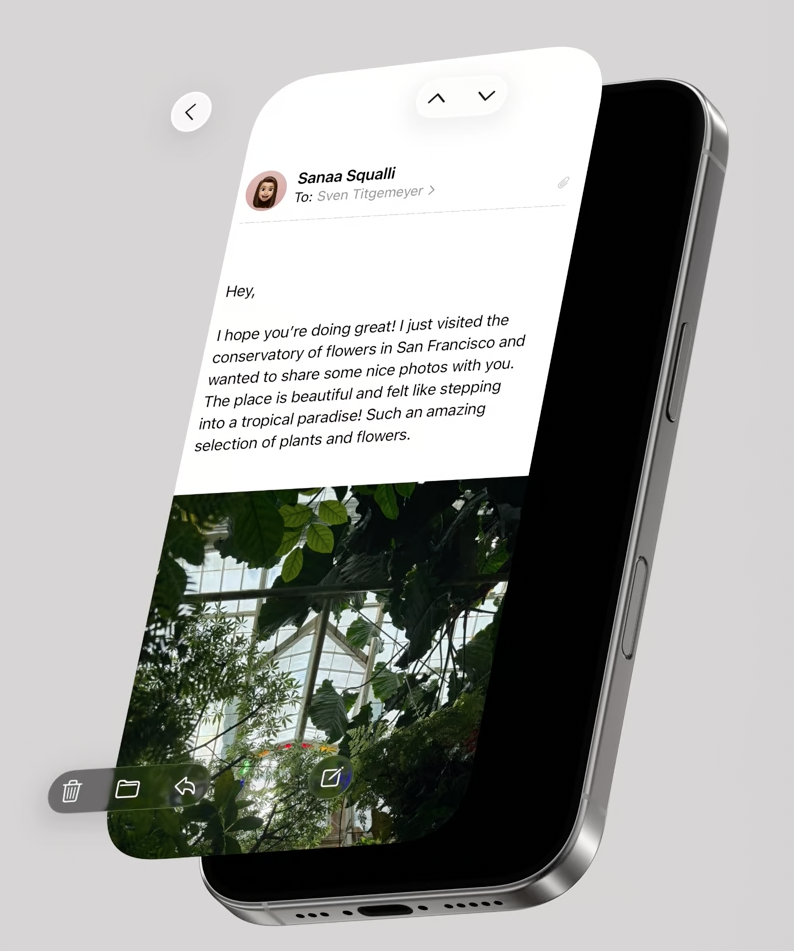 Sanaa Squalli
To: Sven Titgemeyer >
Hey,
I hope you're doing great! I just visited the
conservatory of flowers in San Francisco and
wanted to share some nice photos with you.
The place is beautiful and felt like stepping
into a tropical paradise! Such an amazing
selection of plants and flowers.